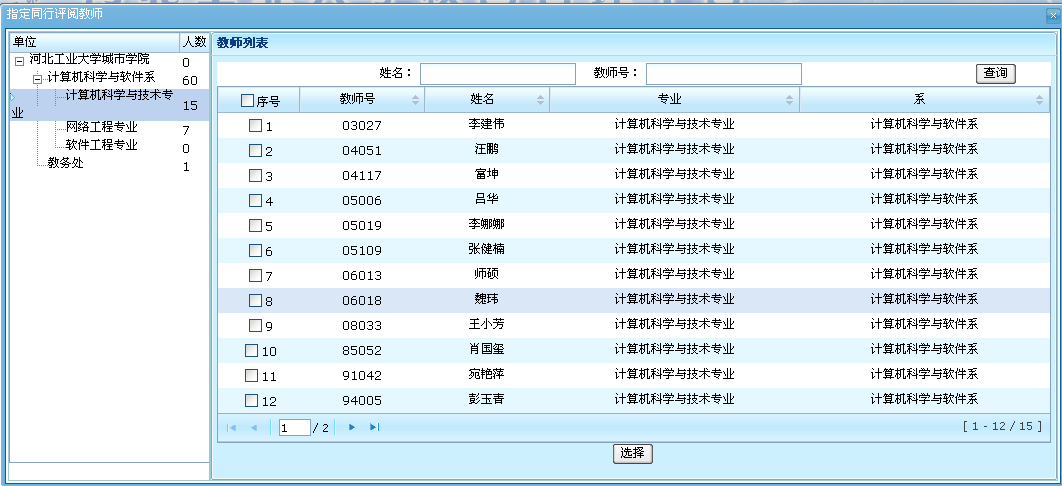 指定同行评阅教师
单位 人数
河北工业大学城市学院 0
计算机科学与软件系 60
计算机科学与技术专
业 15
网络工程专业 7
软件工程专业 0
教务处 1
教师列表
姓名： 教师号： 查询
序号 教师号 姓名 专业 系
1 03027 李建伟 计算机科学与技术专业 计算机科学与软件系
2 04051 汪鹏 计算机科学与技术专业 计算机科学与软件系
3 04117 富坤 计算机科学与技术专业 计算机科学与软件系
4 05006 吕华 计算机科学与技术专业 计算机科学与软件系
5 05019 李娜娜 计算机科学与技术专业 计算机科学与软件系
6 05109 张健楠 计算机科学与技术专业 计算机科学与软件系
7 06013 师硕 计算机科学与技术专业 计算机科学与软件系
8 06018 魏玮 计算机科学与技术专业 计算机科学与软件系
9 08033 王小芳 计算机科学与技术专业 计算机科学与软件系
10 85052 肖国玺 计算机科学与技术专业 计算机科学与软件系
11 91042 宛艳萍 计算机科学与技术专业 计算机科学与软件系
12 94005 彭玉青 计算机科学与技术专业 计算机科学与软件系
1 / 2 [ 1 - 12 / 15 ]
选择